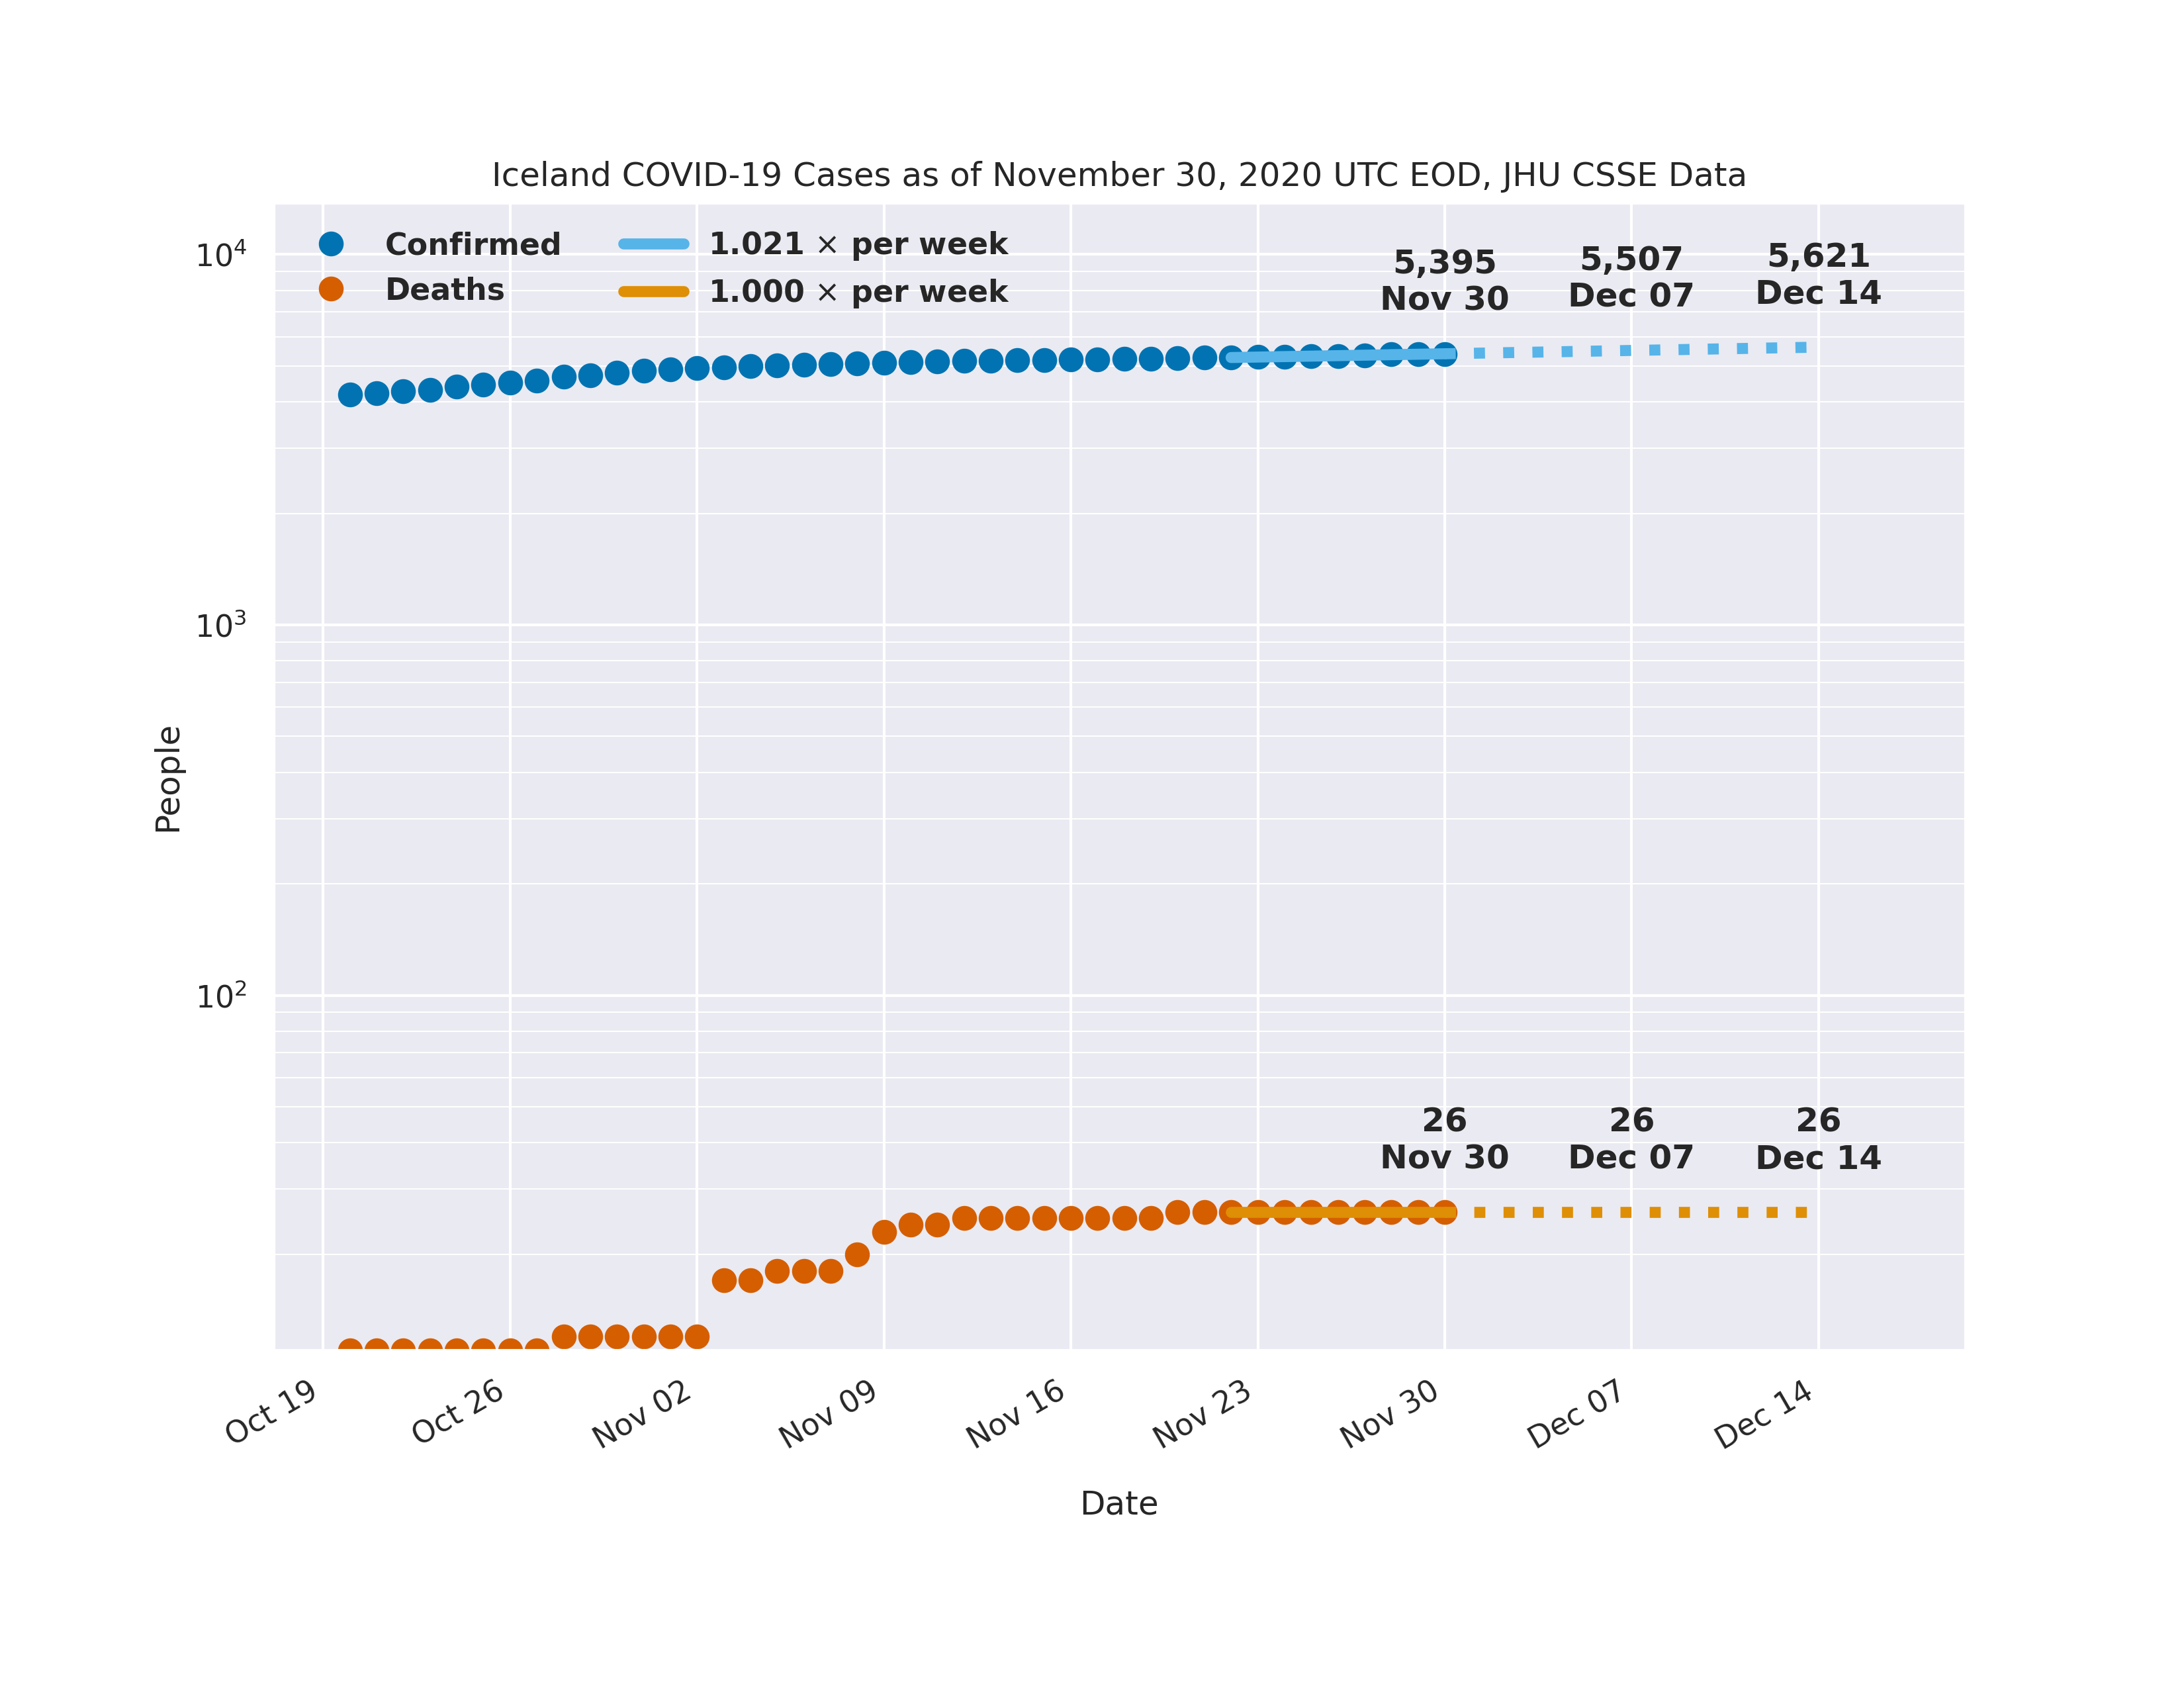 Iceland COVID-19 Cases as of November 30, 2020 UTC EOD, JHU CSSE Data
Confirmed
Deaths
1.021 × per week
1.000 × per week
5,395
Nov 30
5,507
Dec 07
5,621
Dec 14
10⁴
10³
10²
People
26
Nov 30
26
Dec 07
26
Dec 14
Oct 19
Oct 26
Nov 02
Nov 09
Nov 16
Nov 23
Nov 30
Dec 07
Dec 14
Date